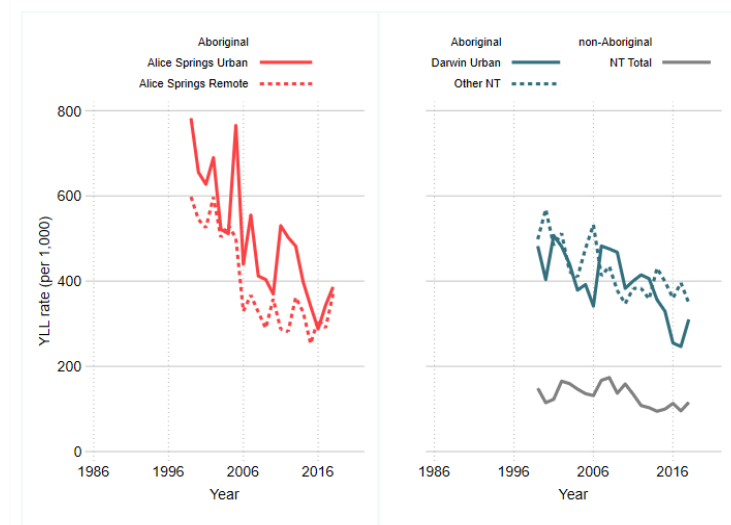 Aboriginal
Alice Springs Urban
Alice Springs Remote
Aboriginal non-Aboriginal
Darwin Urban NT Total
Other NT
YLL rate (per 1,000)
800
600
400
200
0
1986 1996 2006 2016
Year
1986 1996 2006 2016
Year